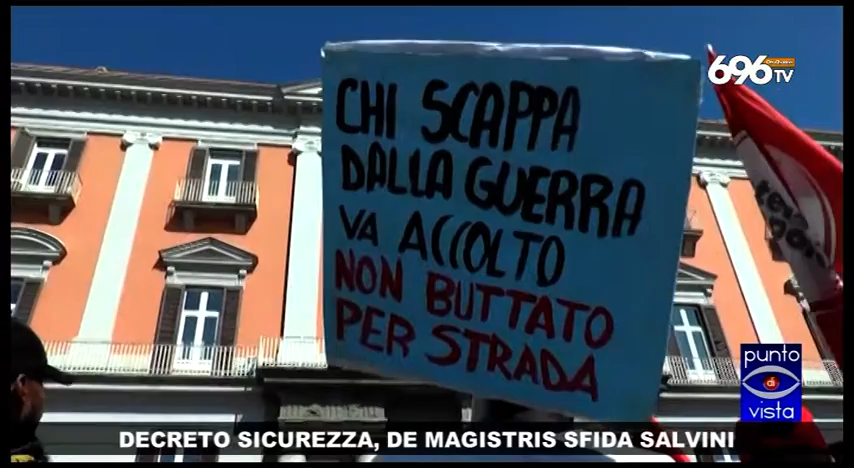 696 TV
CHI SCAPPA
DALLA GUERRA
VA ACCOLTO
NON BUTTATO
PER STRADA
punto
di
vista
DECRETO SICUREZZA, DE MAGISTRIS SFIDA SALVINI